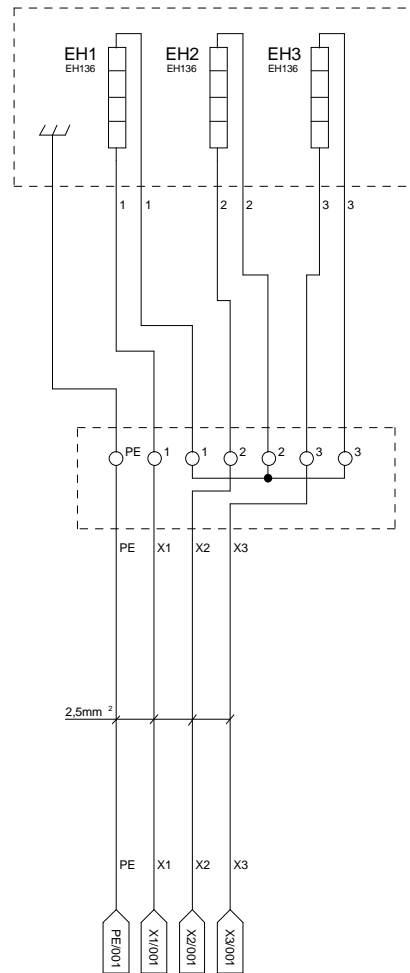 EH1 EH2 EH3
EH136 EH136 EH136
1 1 2 2 3 3
PE 1 1 2 2 3 3
PE X1 X2 X3
2,5mm ²
PE X1 X2 X3
PE/001 X1/001 X2/001 X3/001